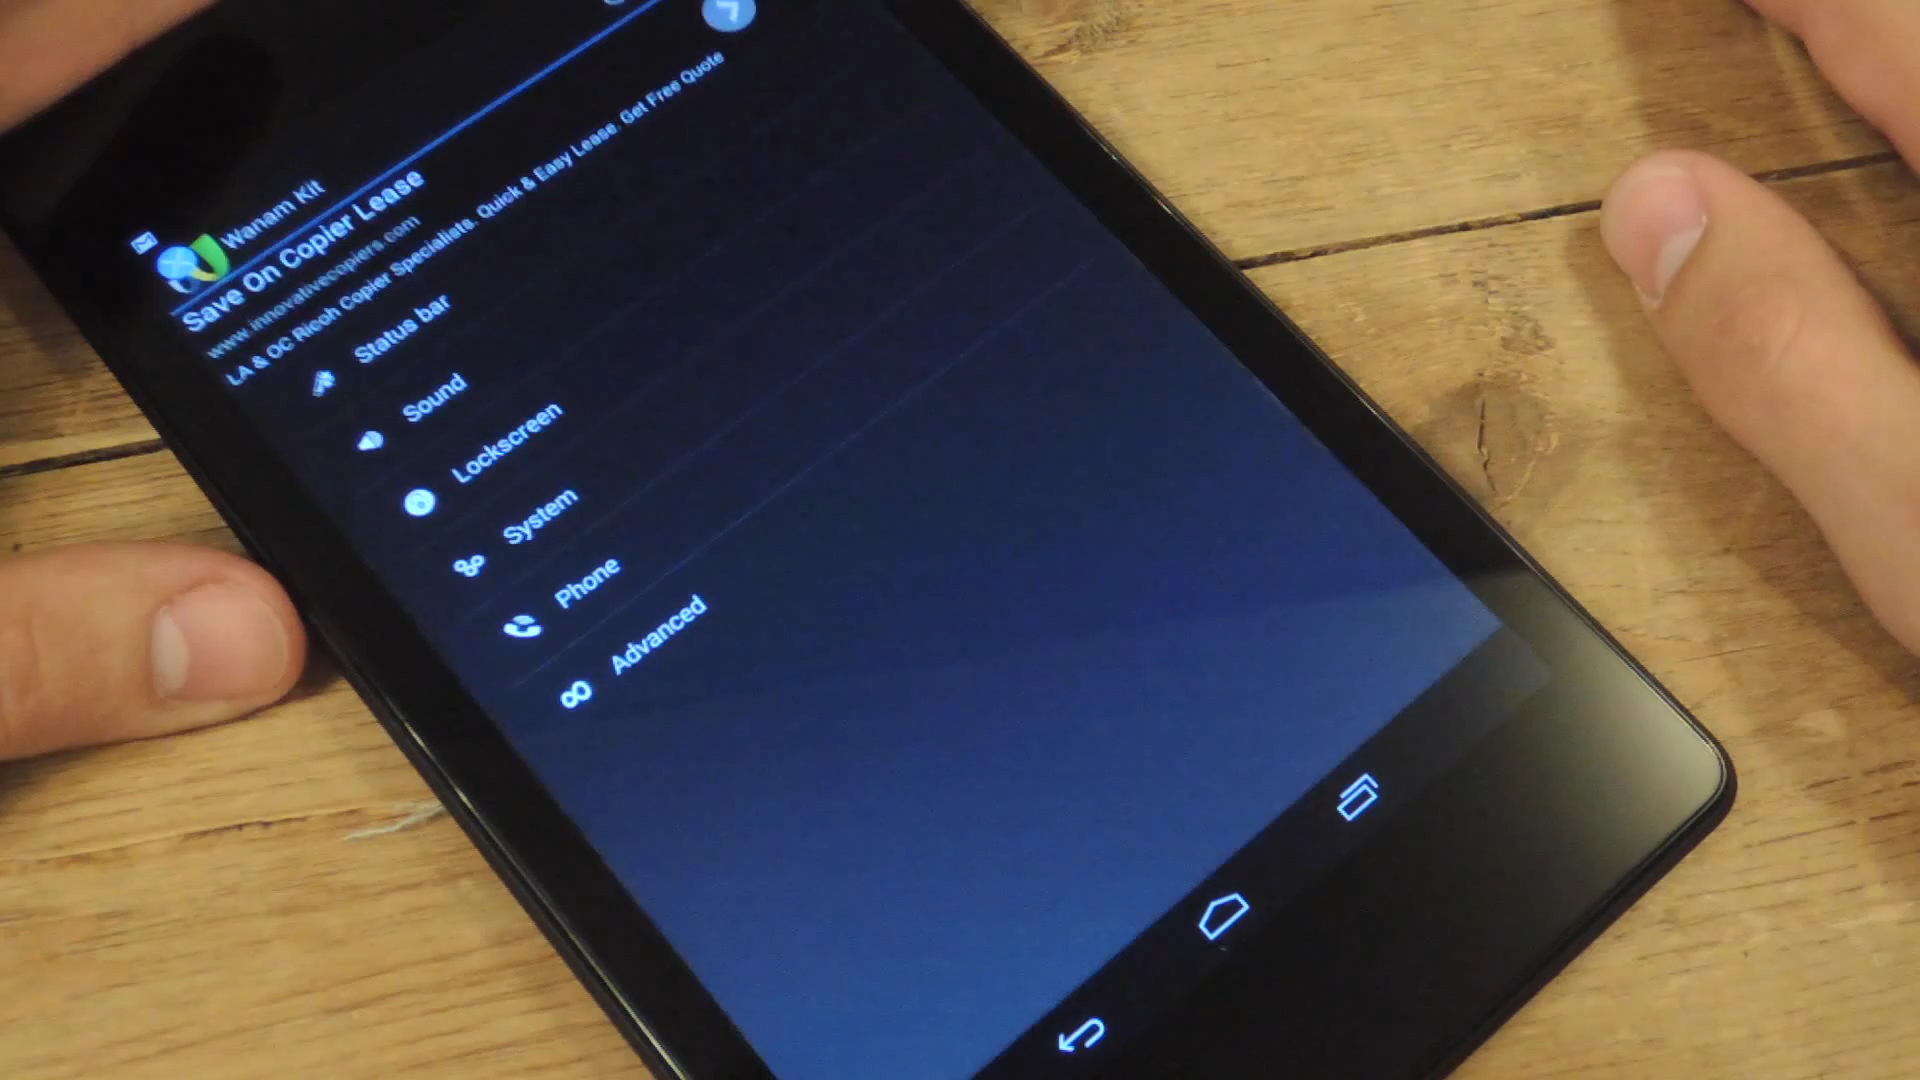 Wanam Kit
Save On Copier Lease
www.innovativecopiers.com
LA & OC Ricoh Copier Specialists. Quick & Easy Lease. Get Free Quote
Status bar
Sound
Lockscreen
System
Phone
Advanced